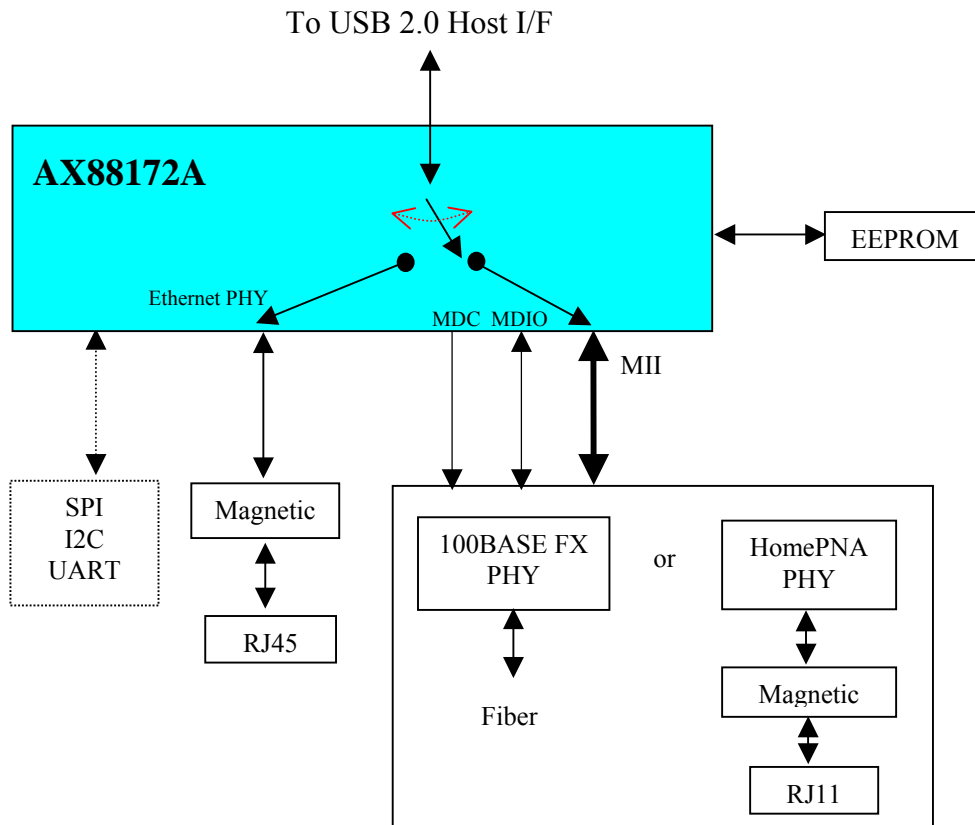 To USB 2.0 Host I/F
AX88172A
EEPROM
Ethernet PHY
MDC MDIO
MII
SPI
I2C
UART
Magnetic
RJ45
100BASE FX
PHY
or
HomePNA
PHY
Fiber
Magnetic
RJ11